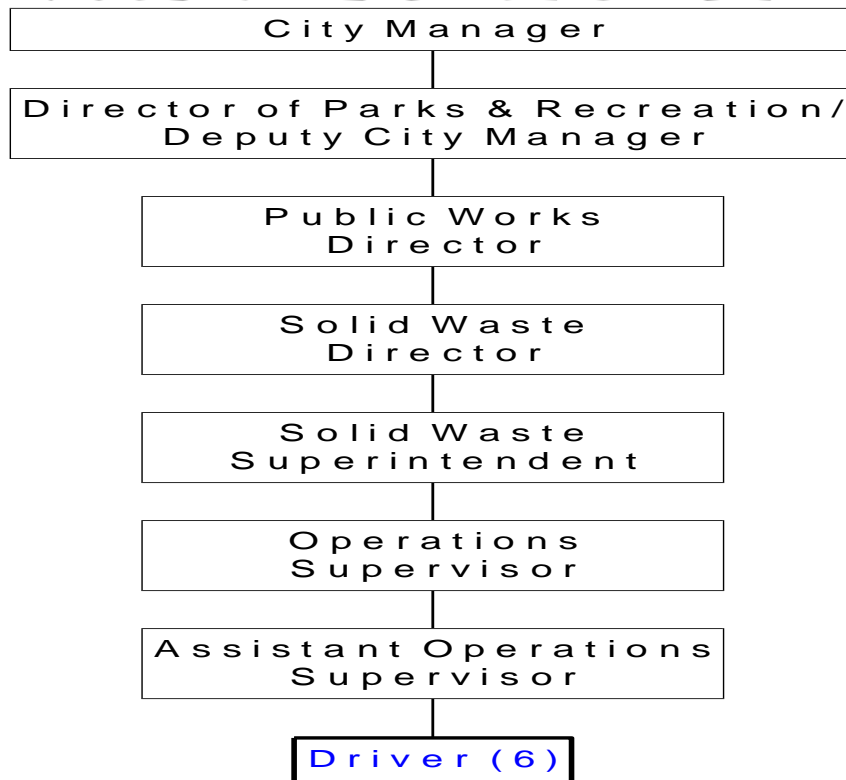 City Manager
Director of Parks & Recreation/
Deputy City Manager
Public Works
Director
Solid Waste
Director
Solid Waste
Superintendent
Operations
Supervisor
Assistant Operations
Supervisor
Driver (6)